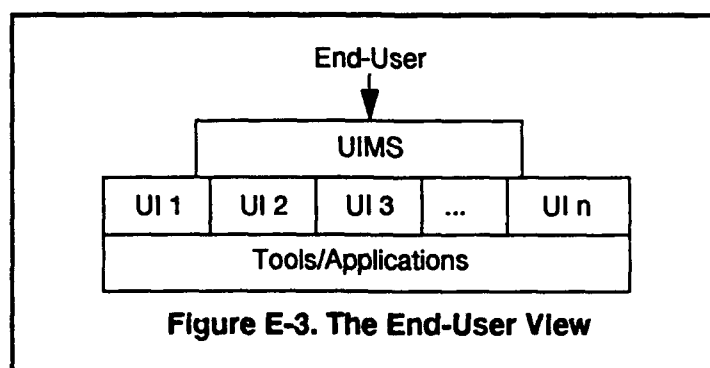 End-User
UIMS
UI 1 UI 2 UI 3 ... UI n
Tools/Applications
Figure E-3. The End-User View